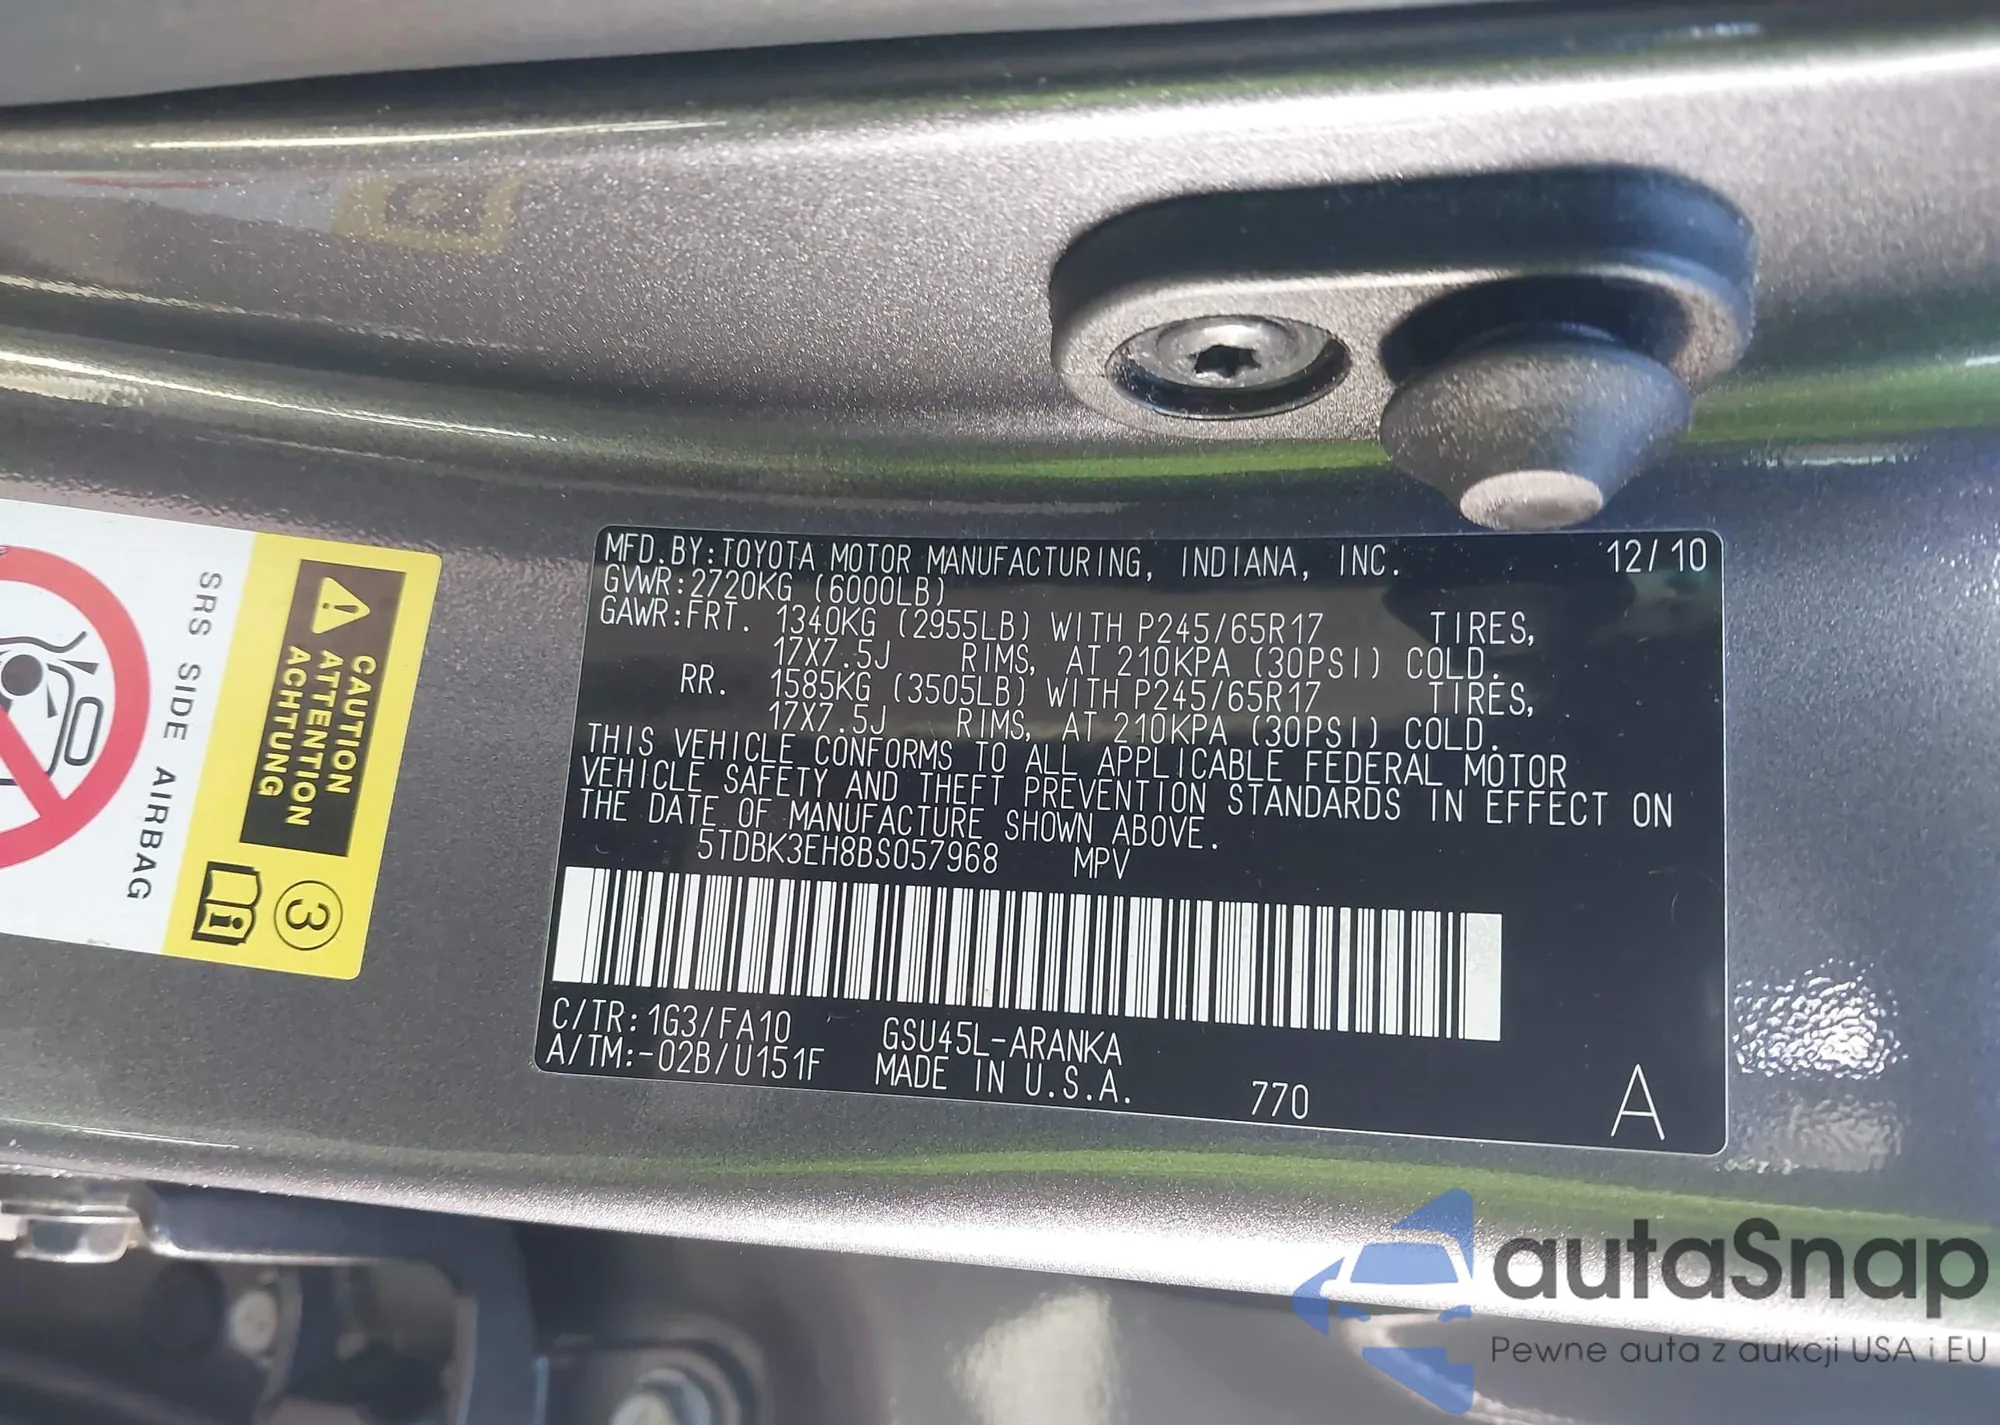 MFD.BY:TOYOTA MOTOR MANUFACTURING, INDIANA, INC. 12/10
GVWR:2720KG (6000LB)
GAWR:FRT. 1340KG (2955LB) WITH P245/65R17 TIRES,
17X7.5J RIMS, AT 210KPA (30PSI) COLD.
RR. 1585KG (3505LB) WITH P245/65R17 TIRES,
17X7.5J RIMS, AT 210KPA (30PSI) COLD.
THIS VEHICLE CONFORMS TO ALL APPLICABLE FEDERAL MOTOR
VEHICLE SAFETY AND THEFT PREVENTION STANDARDS IN EFFECT ON
THE DATE OF MANUFACTURE SHOWN ABOVE.
5TDBK3EH8BS057968 MPV
C/TR:1G3/FA10 GSU45L-ARANKA
A/TM:-02B/U151F MADE IN U.S.A.
770
A
CAUTION
ATTENTION
ACHTUNG
SRS SIDE AIRBAG
3
i
autaSnap
Pewne auta z aukcji USA i EU